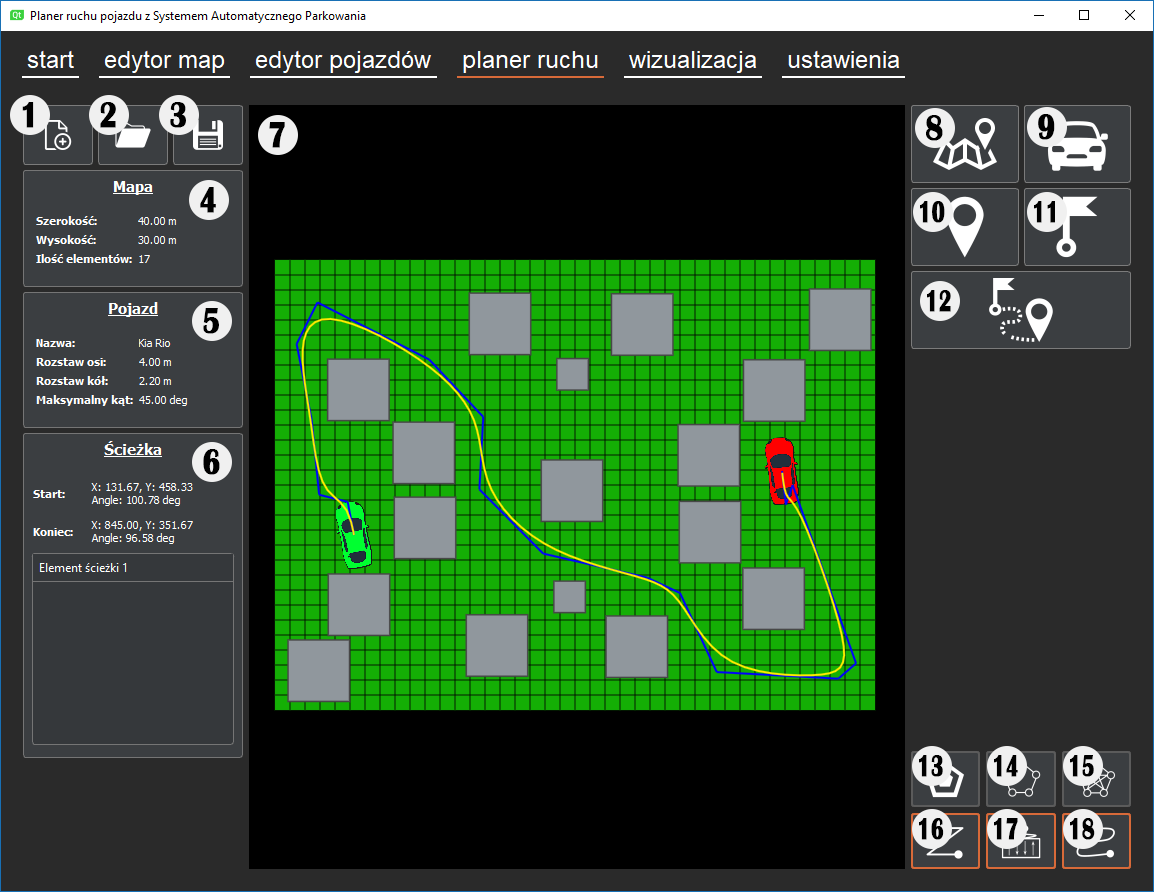 Qt Planer ruchu pojazdu z Systemem Automatycznego Parkowania
start edytor map edytor pojazdów planer ruchu wizualizacja ustawienia
1 2 3
Mapa
4
Szerokość: 40.00 m
Wysokość: 30.00 m
Ilość elementów: 17
Pojazd
5
Nazwa: Kia Rio
Rozstaw osi: 4.00 m
Rozstaw kół: 2.20 m
Maksymalny kąt: 45.00 deg
Ścieżka
6
Start: X: 131.67, Y: 458.33
Angle: 100.78 deg
Koniec: X: 845.00, Y: 351.67
Angle: 96.58 deg
Element ścieżki 1
7
8 9
10 11
12
13 14 15
16 17 18